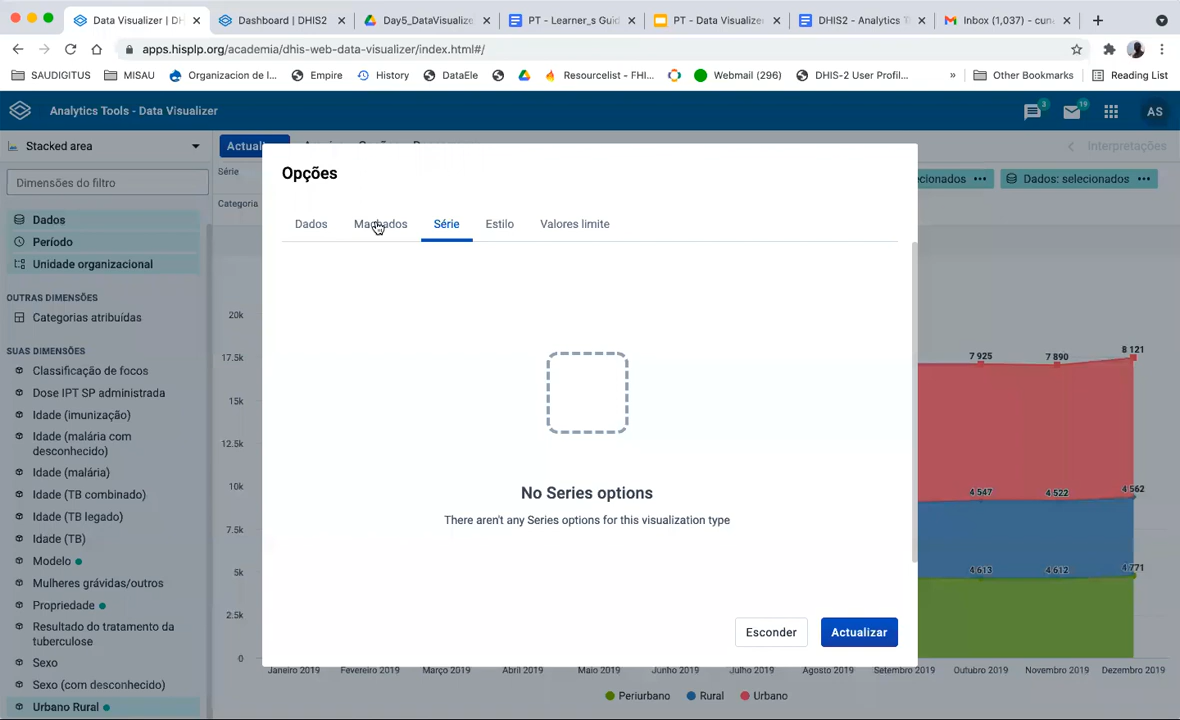 Data Visualizer | DH
Dashboard | DHIS2
Day5_DataVisualize
PT - Learner_s Guid
PT - Data Visualize
DHIS2 - Analytics T
Inbox (1,037) - cun
apps.hisplp.org/academia/dhis-web-data-visualizer/index.html#/
SAUDIGITUS
MISAU
Organizacion de I...
Empire
History
DataEle
Resourcelist - FHI...
Webmail (296)
DHIS-2 User Profil...
»
Other Bookmarks
Reading List
Analytics Tools - Data Visualizer
3
19
AS
Stacked area
Actuali
Interpretações
Dimensões do filtro
Série
ecionados •••
Dados: selecionados •••
Categoria
Dados
Período
Unidade organizacional
OUTRAS DIMENSÕES
Categorias atribuídas
SUAS DIMENSÕES
Classificação de focos
Dose IPT SP administrada
Idade (imunização)
Idade (malária com
desconhecido)
Idade (malária)
Idade (TB combinado)
Idade (TB legado)
Idade (TB)
Modelo
Mulheres grávidas/outros
Propriedade
Resultado do tratamento da
tuberculose
Sexo
Sexo (com desconhecido)
Urbano Rural
Opções
Dados
Machados
Série
Estilo
Valores limite
No Series options
There aren't any Series options for this visualization type
Esconder
Actualizar
20k
17.5k
15k
12.5k
10k
7.5k
5k
2.5k
0
7 925
7 890
8 121
4 547
4 522
4 562
4 613
4 612
4 771
Janeiro 2019
Fevereiro 2019
Março 2019
Abril 2019
Maio 2019
Junho 2019
Julho 2019
Agosto 2019
Setembro 2019
Outubro 2019
Novembro 2019
Dezembro 2019
Periurbano
Rural
Urbano